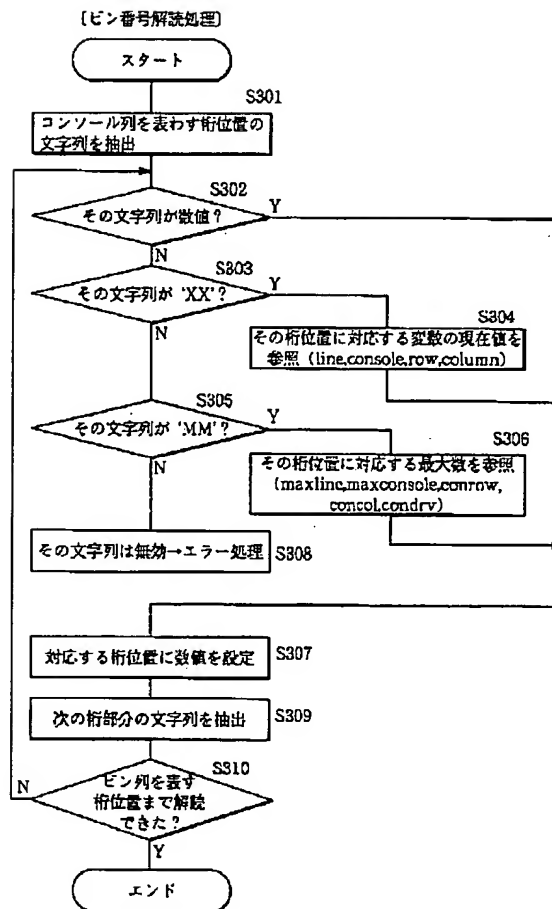 〔ビン番号解読処理〕
スタート
S301
コンソール列を表わす桁位置の
文字列を抽出
S302
その文字列が数値？
Y
N
S303
その文字列が 'XX'？
Y
N
S304
その桁位置に対応する変数の現在値を
参照（line,console,row,column）
S305
その文字列が 'MM'？
Y
N
S306
その桁位置に対応する最大数を参照
（maxline,maxconsole,conrow,
concol,condrv）
その文字列は無効→エラー処理
S308
対応する桁位置に数値を設定
S307
次の桁部分の文字列を抽出
S309
S310
ビン列を表す
桁位置まで解読
できた？
N
Y
エンド